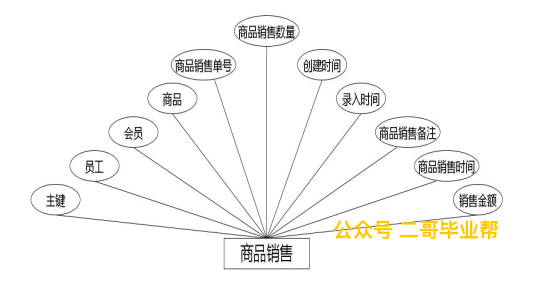 商品销售数量
商品销售单号
创建时间
商品
录入时间
会员
商品销售备注
员工
商品销售时间
主键
销售金额
公众号 二哥毕业帮
商品销售